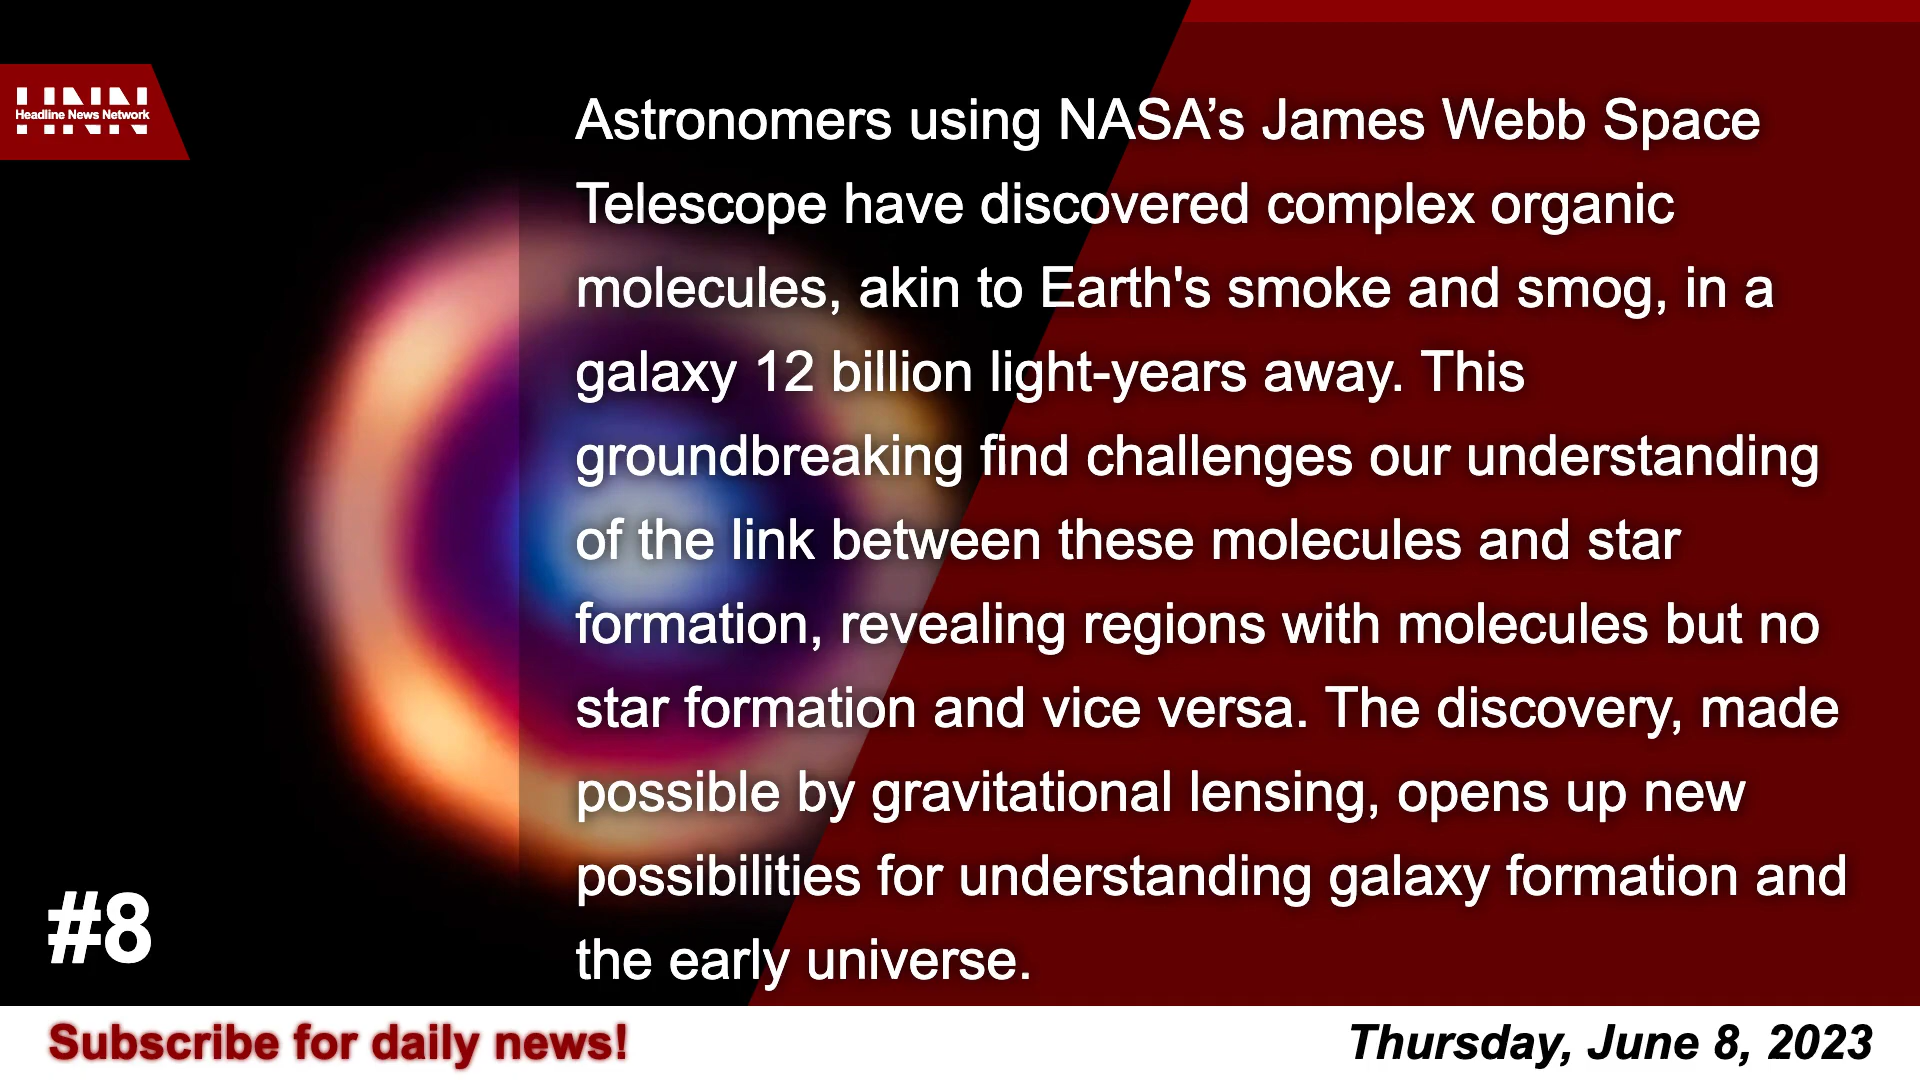 HNN
Headline News Network
Astronomers using NASA’s James Webb Space
Telescope have discovered complex organic
molecules, akin to Earth's smoke and smog, in a
galaxy 12 billion light-years away. This
groundbreaking find challenges our understanding
of the link between these molecules and star
formation, revealing regions with molecules but no
star formation and vice versa. The discovery, made
possible by gravitational lensing, opens up new
possibilities for understanding galaxy formation and
the early universe.
#8
Subscribe for daily news!
Thursday, June 8, 2023